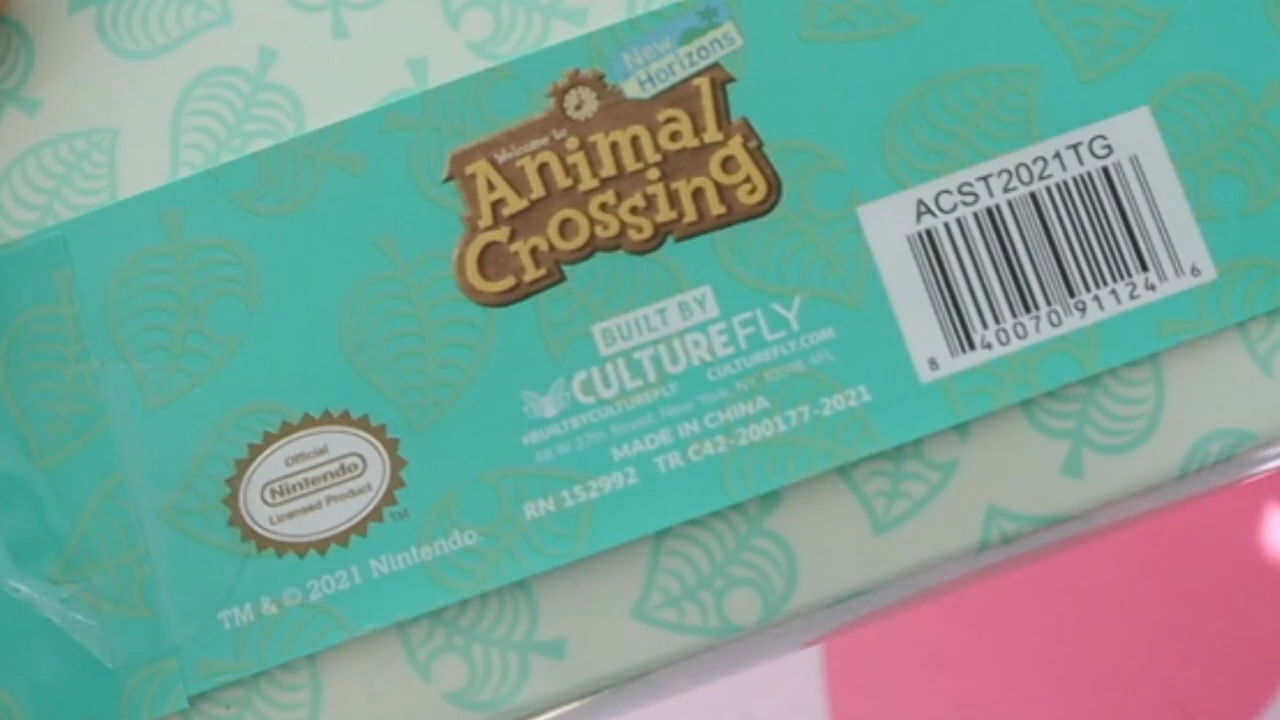 New
Horizons
Welcome to
Animal
Crossing
ACST2021TG
8 40070 91124 6
BUILT BY
CULTUREFLY
#BUILTBYCULTUREFLY CULTUREFLY.COM
48 W 37th Street, New York, NY, 10018 6FL
MADE IN CHINA
RN 152992 TR C42-200177-2021
Official
Nintendo
Licensed Product
TM
TM & © 2021 Nintendo.